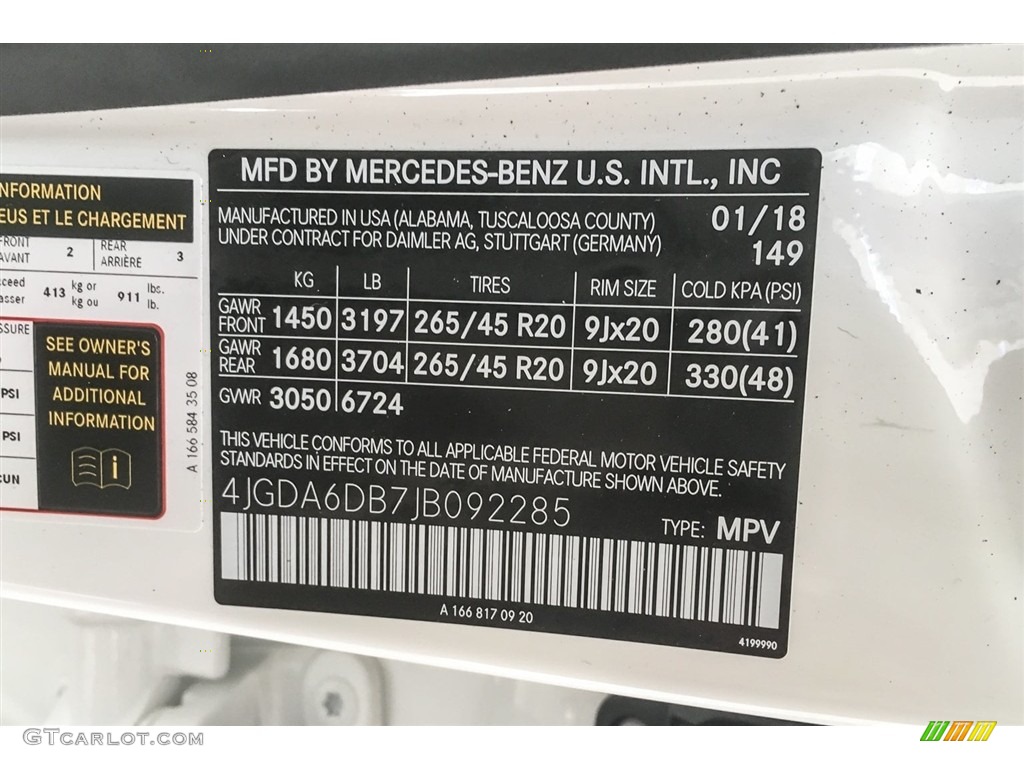 NFORMATION
EUS ET LE CHARGEMENT
FRONT
AVANT 2 REAR
ARRIÈRE 3
413 kg or
kg ou 911 lbs.
lb.
SEE OWNER'S
MANUAL FOR
ADDITIONAL
INFORMATION
PSI
PSI
A 166 584 35 08
MFD BY MERCEDES-BENZ U.S. INTL., INC
MANUFACTURED IN USA (ALABAMA, TUSCALOOSA COUNTY) 01/18
UNDER CONTRACT FOR DAIMLER AG, STUTTGART (GERMANY) 149
KG LB TIRES RIM SIZE COLD KPA (PSI)
GAWR
FRONT 1450 3197 265/45 R20 9Jx20 280(41)
GAWR
REAR 1680 3704 265/45 R20 9Jx20 330(48)
GVWR 3050 6724
THIS VEHICLE CONFORMS TO ALL APPLICABLE FEDERAL MOTOR VEHICLE SAFETY
STANDARDS IN EFFECT ON THE DATE OF MANUFACTURE SHOWN ABOVE.
4JGDA6DB7JB092285
TYPE: MPV
A 166 817 09 20
4199990
GTCARLOT.COM